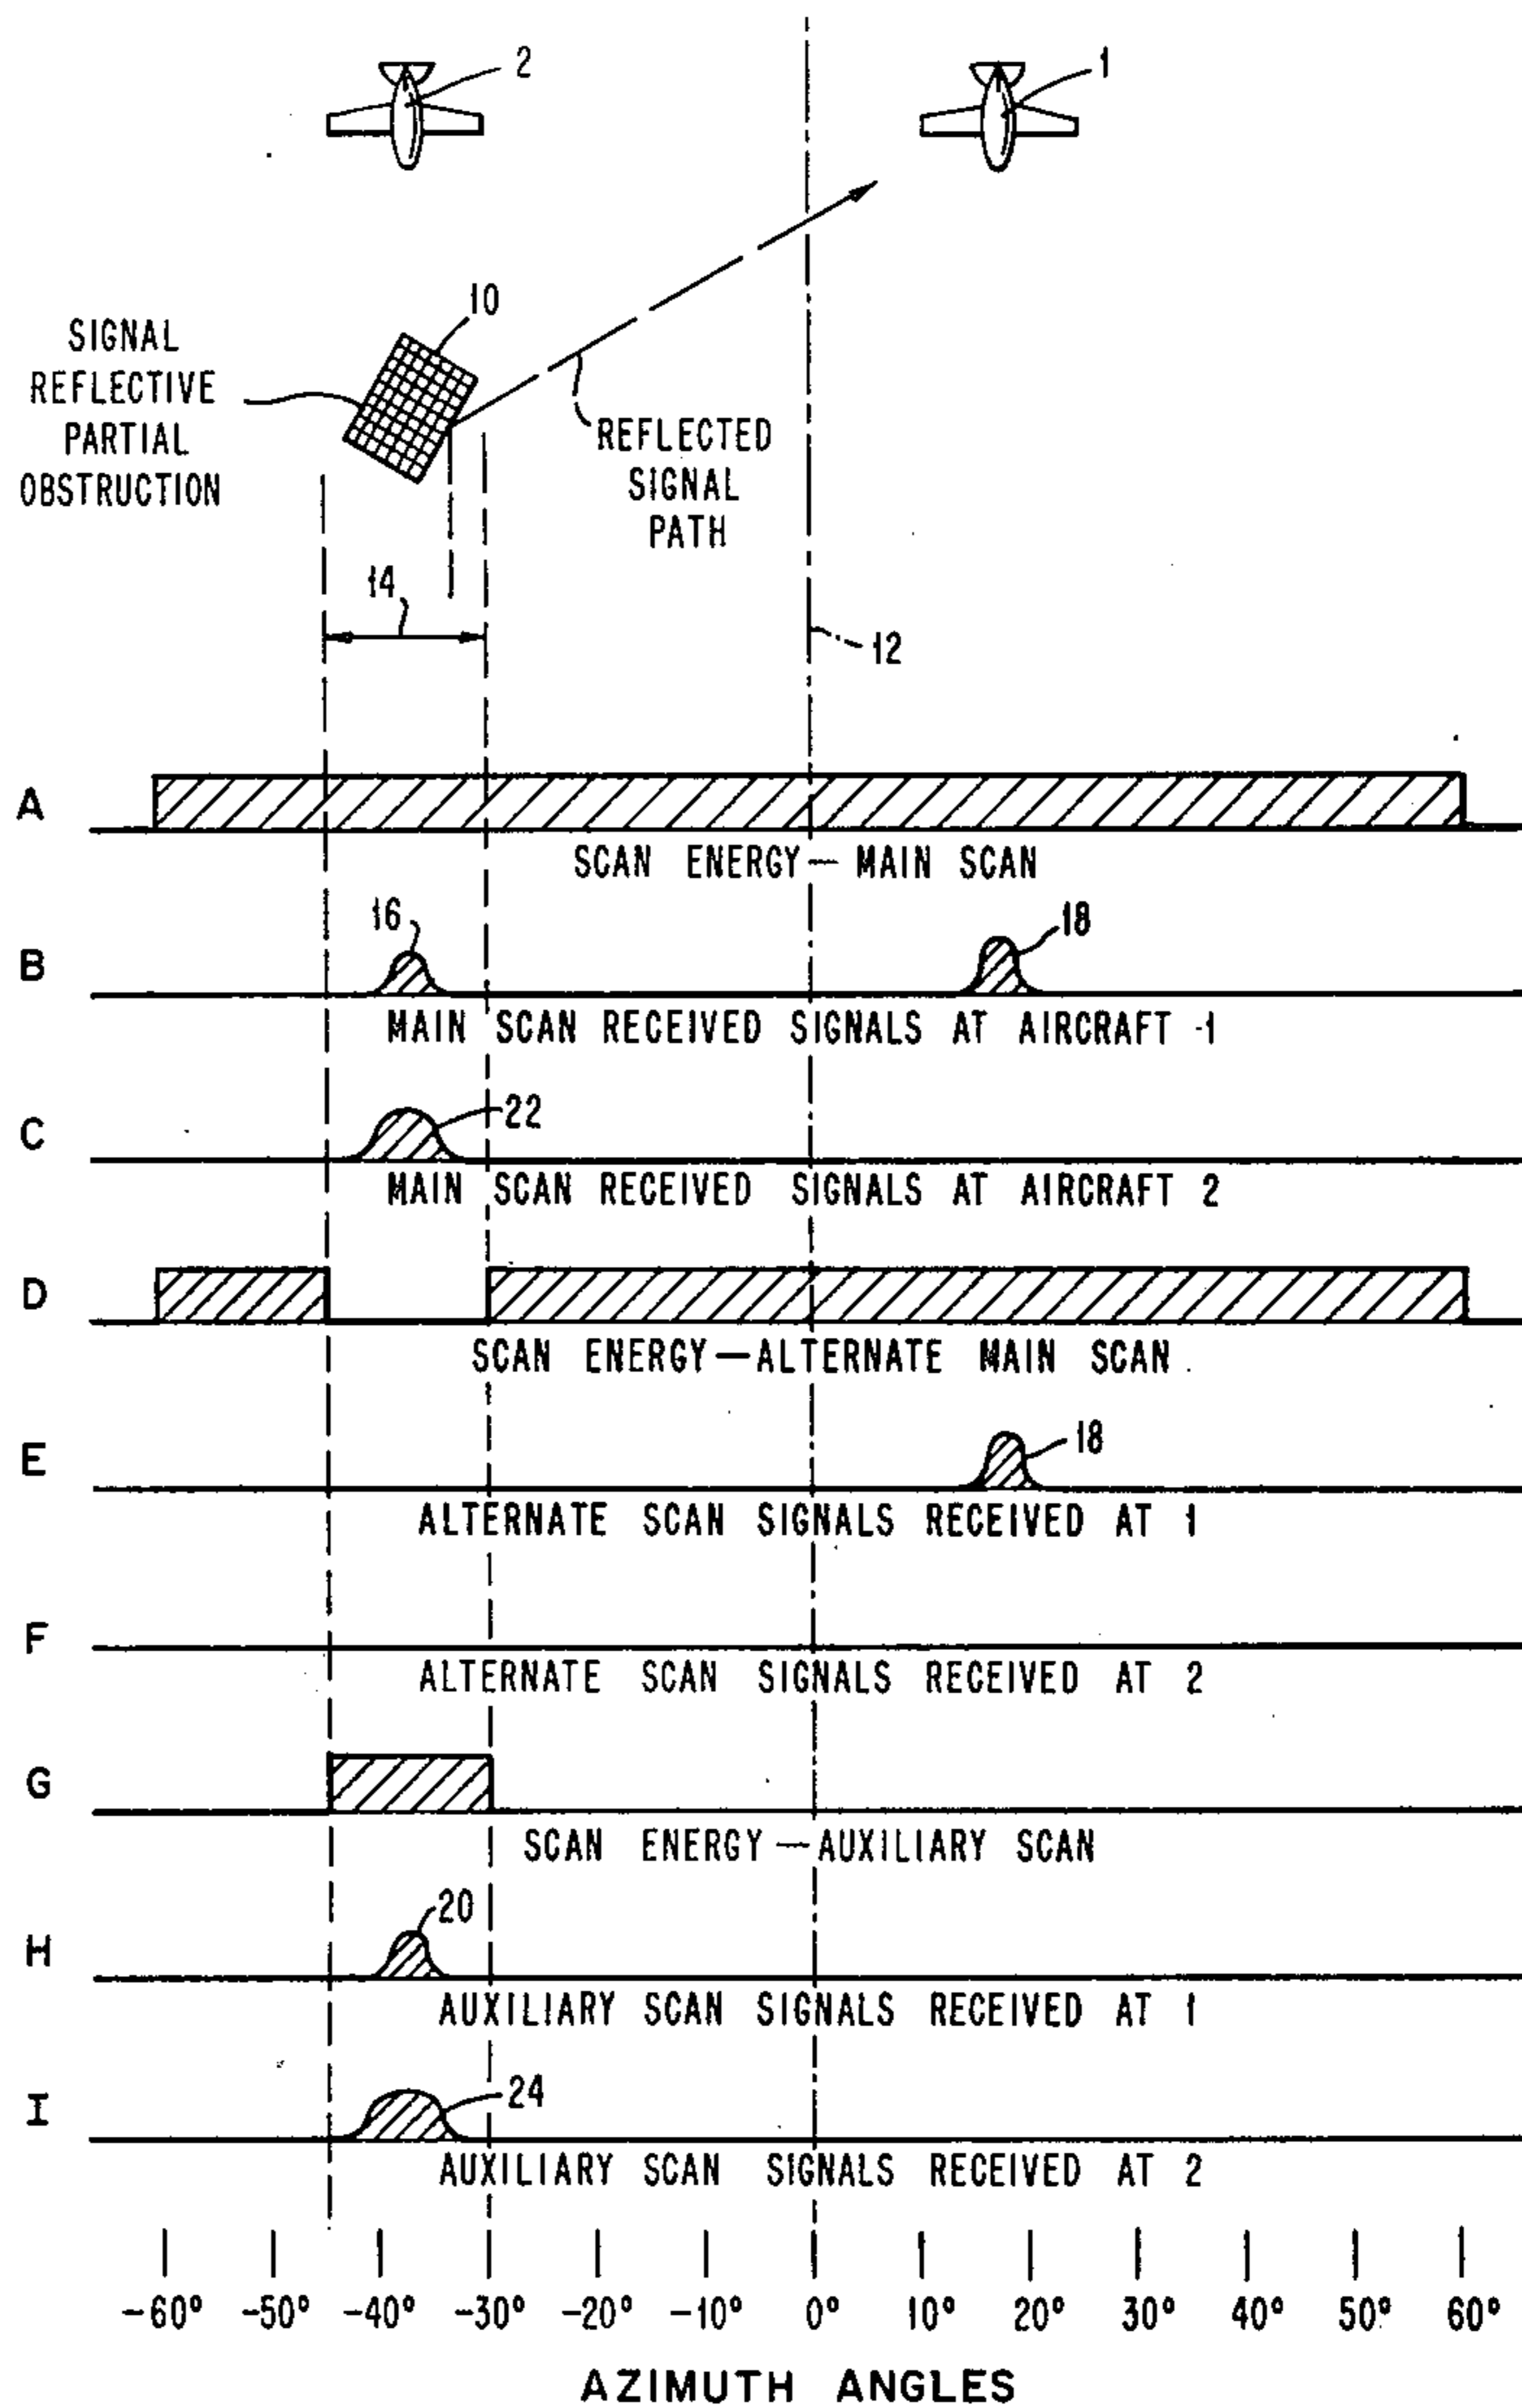 2
1
10
SIGNAL
REFLECTIVE
PARTIAL
OBSTRUCTION
REFLECTED
SIGNAL
PATH
14
12
A
SCAN ENERGY — MAIN SCAN
16
18
B
MAIN SCAN RECEIVED SIGNALS AT AIRCRAFT 1
22
C
MAIN SCAN RECEIVED SIGNALS AT AIRCRAFT 2
D
SCAN ENERGY — ALTERNATE MAIN SCAN
18
E
ALTERNATE SCAN SIGNALS RECEIVED AT 1
F
ALTERNATE SCAN SIGNALS RECEIVED AT 2
G
SCAN ENERGY — AUXILIARY SCAN
20
H
AUXILIARY SCAN SIGNALS RECEIVED AT 1
24
I
AUXILIARY SCAN SIGNALS RECEIVED AT 2
-60° -50° -40° -30° -20° -10° 0° 10° 20° 30° 40° 50° 60°
AZIMUTH ANGLES